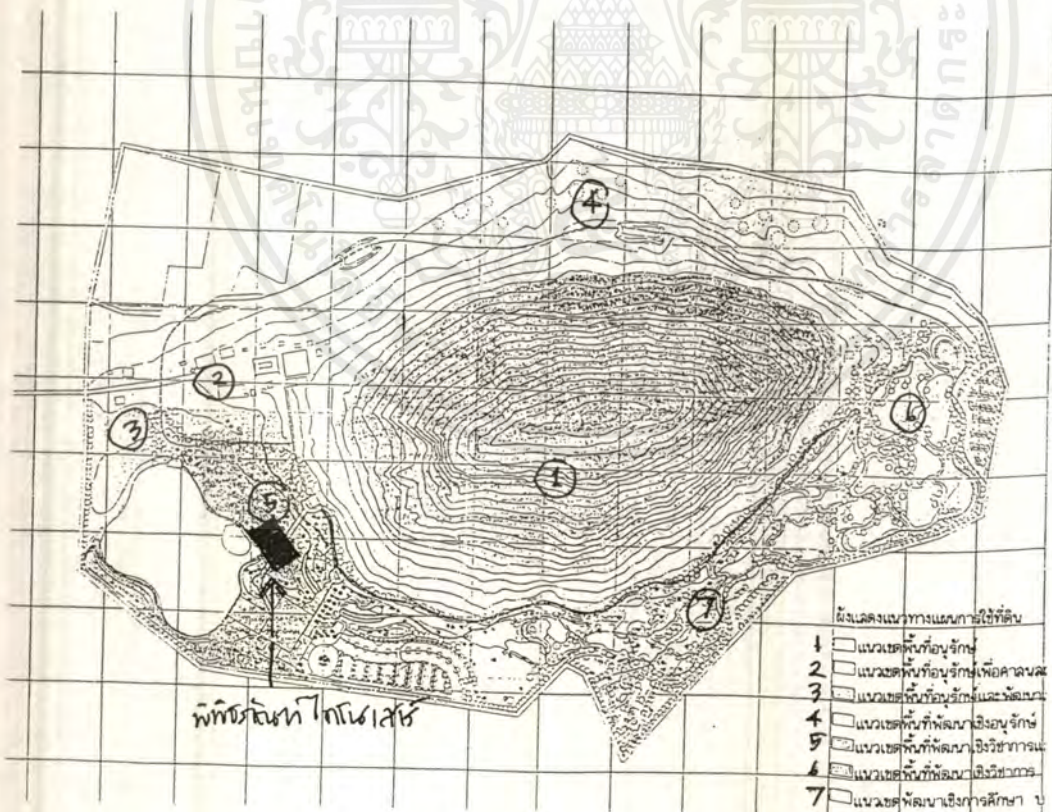 4
2
6
3
1
5
7
พิพิธภัณฑ์ไดโนเสาร์
ผังแสดงแนวทางแผนการใช้ที่ดิน
1 แนวเขตพื้นที่อนุรักษ์
2 แนวเขตพื้นที่อนุรักษ์เพื่อศาสน
3 แนวเขตพื้นที่อนุรักษ์และพัฒนา
4 แนวเขตพื้นที่พัฒนาเชิงอนุรักษ์
5 แนวเขตพื้นที่พัฒนาเชิงวิชาการแ
6 แนวเขตพื้นที่พัฒนาเชิงวิชาการ
7 แนวเขตพัฒนาเชิงการศึกษา